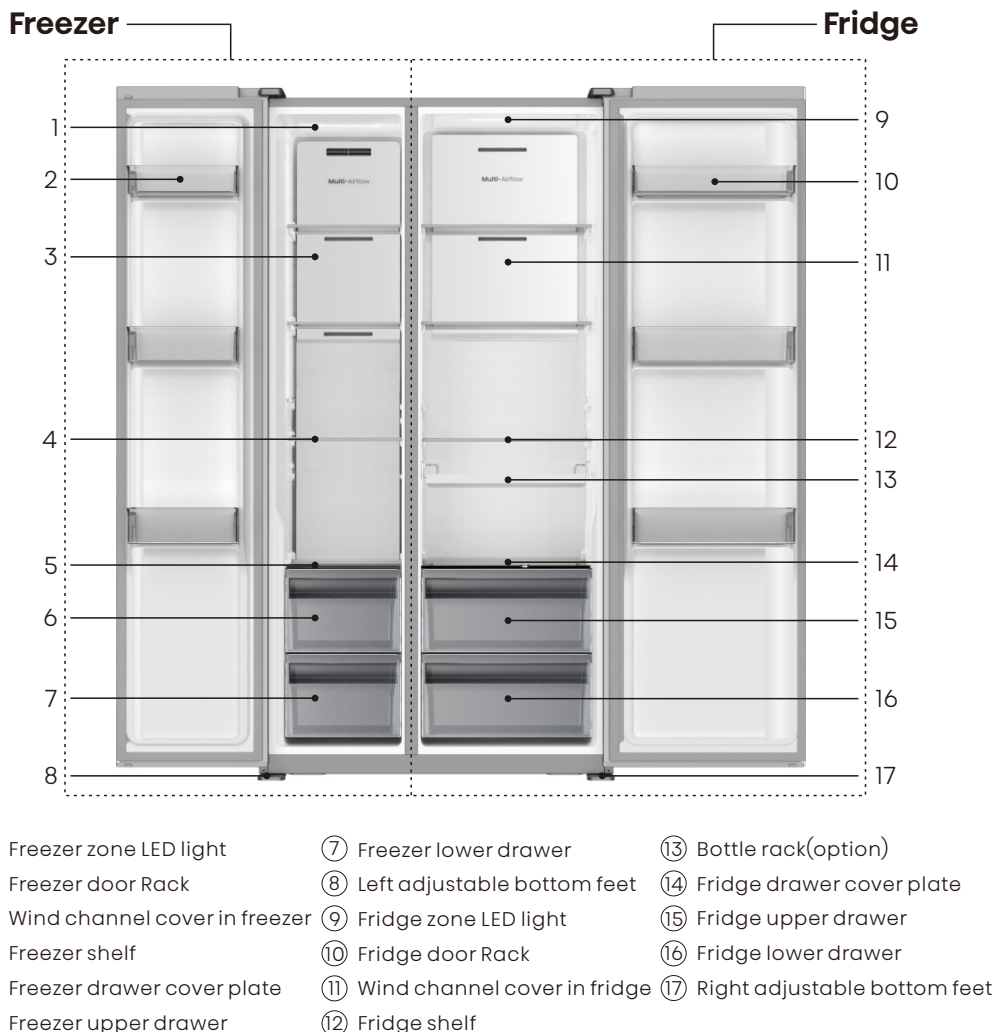 Freezer
Fridge
1
2
3
4
5
6
7
8
9
10
11
12
13
14
15
16
17
Multi-Airflow
Multi-Airflow
Freezer zone LED light
Freezer door Rack
Wind channel cover in freezer
Freezer shelf
Freezer drawer cover plate
Freezer upper drawer
⑦ Freezer lower drawer
⑧ Left adjustable bottom feet
⑨ Fridge zone LED light
⑩ Fridge door Rack
⑪ Wind channel cover in fridge
⑫ Fridge shelf
⑬ Bottle rack(option)
⑭ Fridge drawer cover plate
⑮ Fridge upper drawer
⑯ Fridge lower drawer
⑰ Right adjustable bottom feet